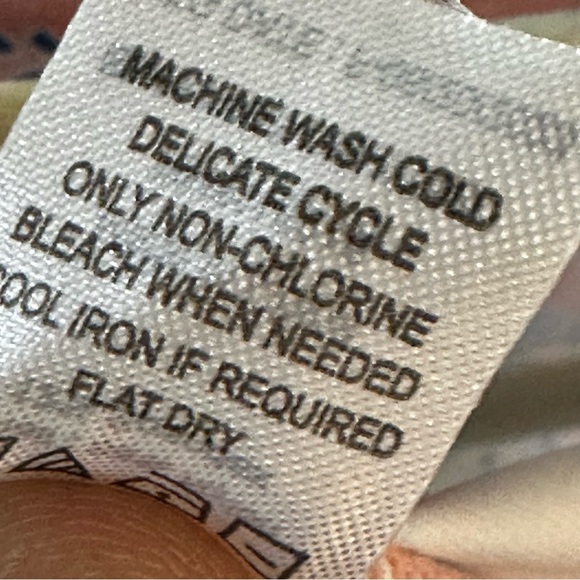 MACHINE WASH COLD
DELICATE CYCLE
ONLY NON-CHLORINE
BLEACH WHEN NEEDED
COOL IRON IF REQUIRED
FLAT DRY